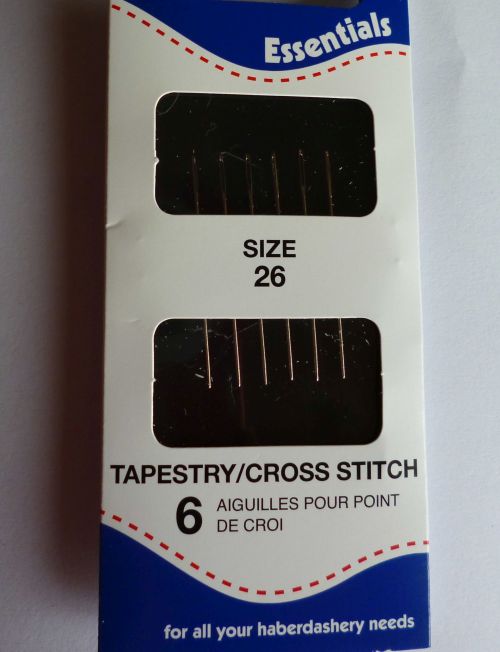 Essentials
SIZE
26
TAPESTRY/CROSS STITCH
6 AIGUILLES POUR POINT
DE CROI
for all your haberdashery needs